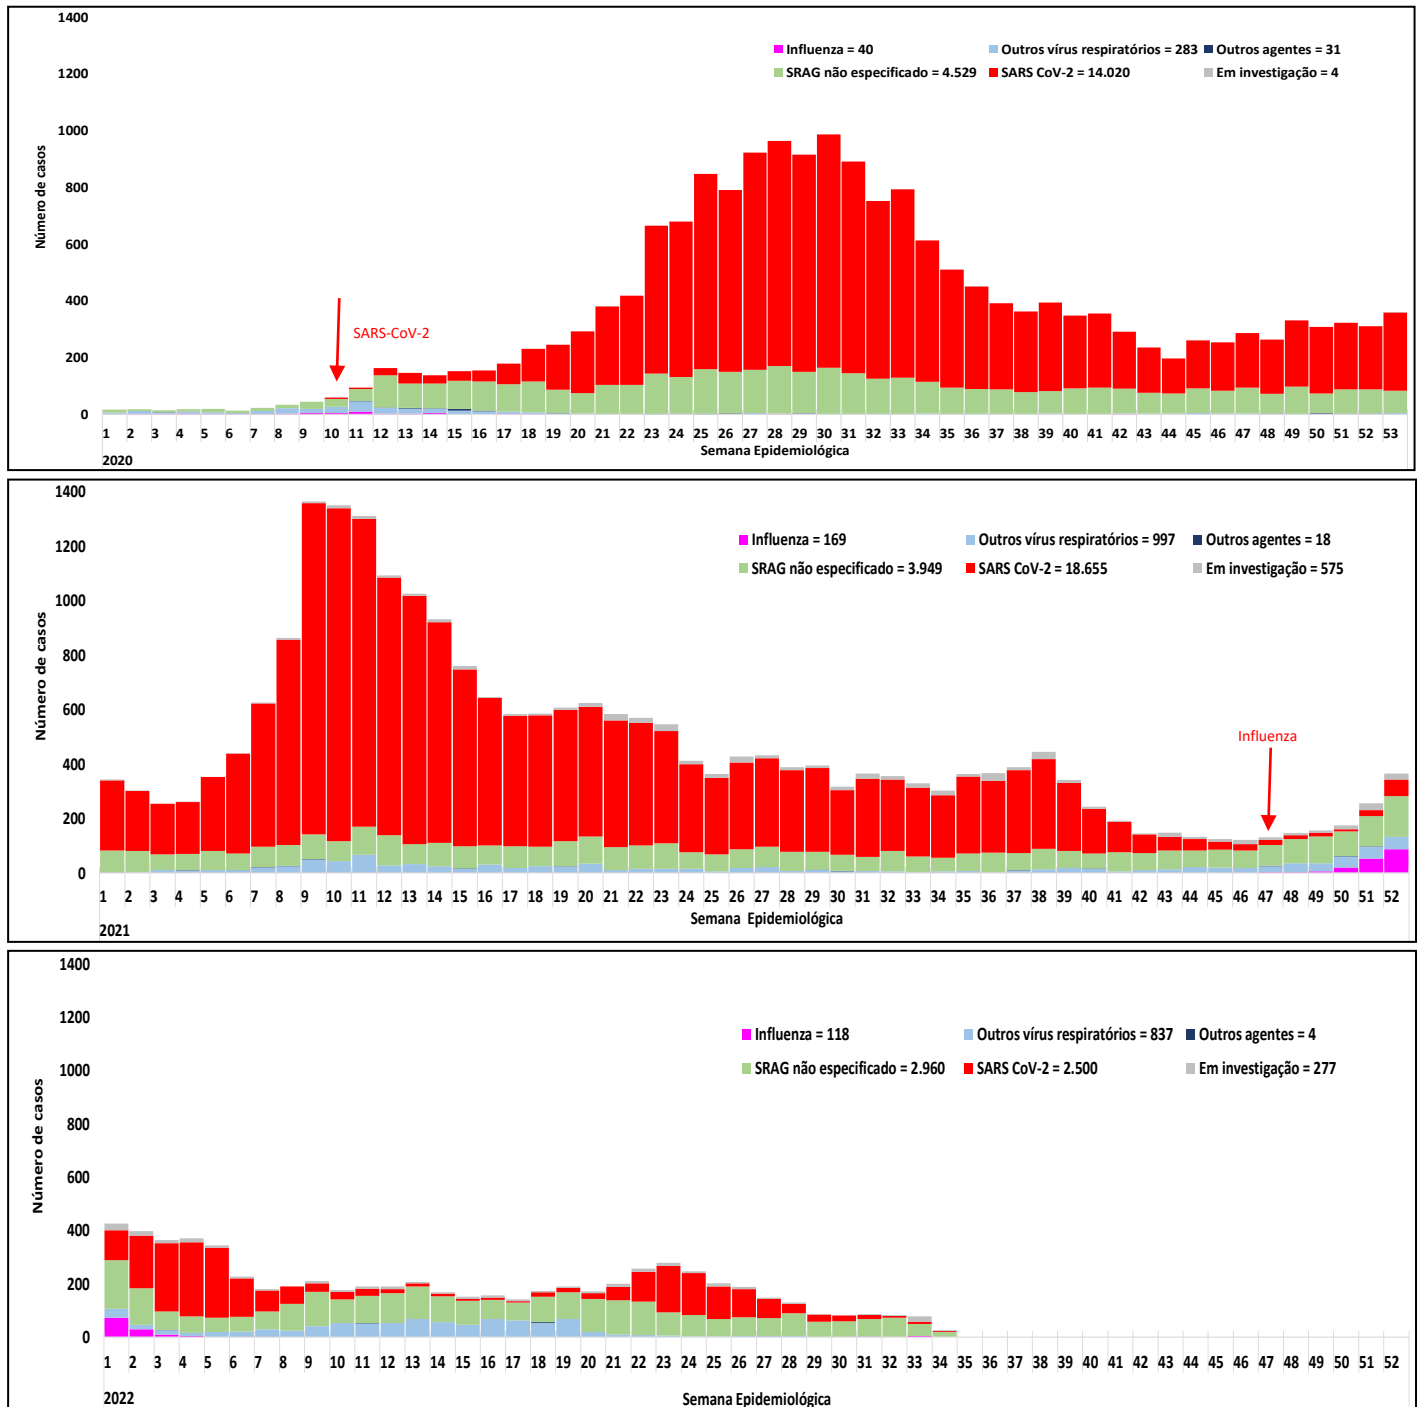 1400
1200
1000
800
600
400
200
0
Número de casos
Influenza = 40 Outros vírus respiratórios = 283 Outros agentes = 31
SRAG não especificado = 4.529 SARS CoV-2 = 14.020 Em investigação = 4
SARS-CoV-2
1 2 3 4 5 6 7 8 9 10 11 12 13 14 15 16 17 18 19 20 21 22 23 24 25 26 27 28 29 30 31 32 33 34 35 36 37 38 39 40 41 42 43 44 45 46 47 48 49 50 51 52 53
Semana Epidemiológica
2020
1400
1200
1000
800
600
400
200
0
Número de casos
Influenza = 169 Outros vírus respiratórios = 997 Outros agentes = 18
SRAG não especificado = 3.949 SARS CoV-2 = 18.655 Em investigação = 575
Influenza
1 2 3 4 5 6 7 8 9 10 11 12 13 14 15 16 17 18 19 20 21 22 23 24 25 26 27 28 29 30 31 32 33 34 35 36 37 38 39 40 41 42 43 44 45 46 47 48 49 50 51 52
Semana Epidemiológica
2021
1400
1200
1000
800
600
400
200
0
Número de casos
Influenza = 118 Outros vírus respiratórios = 837 Outros agentes = 4
SRAG não especificado = 2.960 SARS CoV-2 = 2.500 Em investigação = 277
1 2 3 4 5 6 7 8 9 10 11 12 13 14 15 16 17 18 19 20 21 22 23 24 25 26 27 28 29 30 31 32 33 34 35 36 37 38 39 40 41 42 43 44 45 46 47 48 49 50 51 52
2022
Semana Epidemiológica